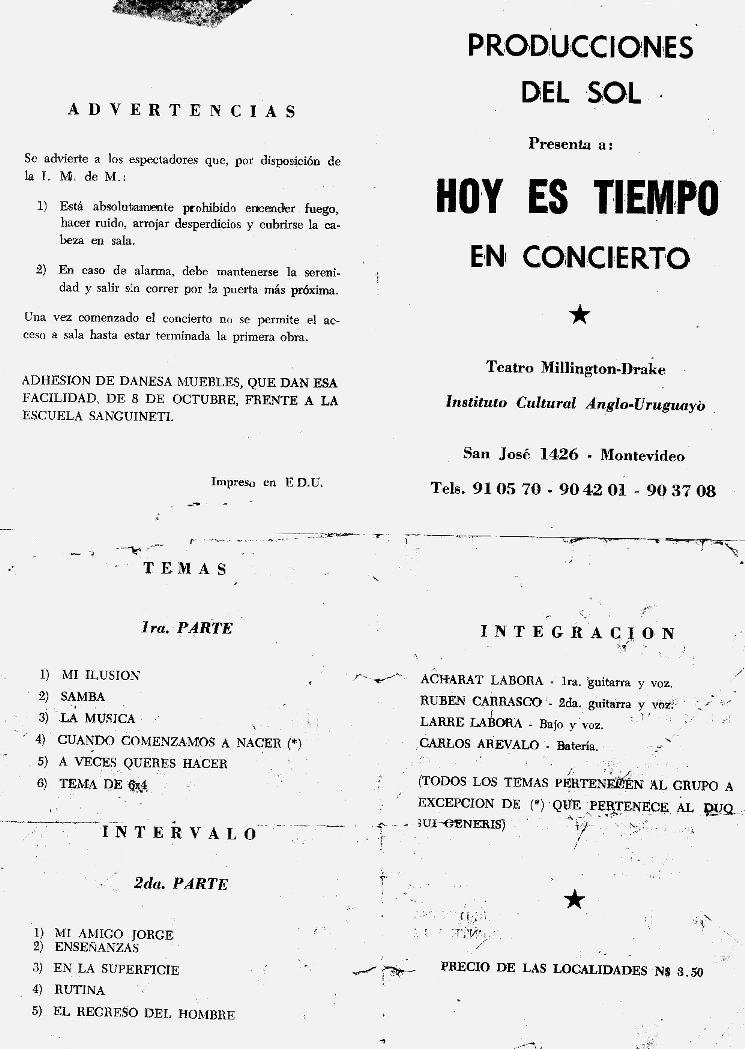 ADVERTENCIAS
Se advierte a los espectadores que, por disposición de
la I. M. de M.:
1) Está absolutamente prohibido encender fuego,
hacer ruido, arrojar desperdicios y cubrirse la ca-
beza en sala.
2) En caso de alarma, debe mantenerse la sereni-
dad y salir sin correr por la puerta más próxima.
Una vez comenzado el concierto no se permite el ac-
ceso a sala hasta estar terminada la primera obra.
ADHESION DE DANESA MUEBLES, QUE DAN ESA
FACILIDAD, DE 8 DE OCTUBRE, FRENTE A LA
ESCUELA SANGUINETI.
Impreso en E D.U.
PRODUCCIONES
DEL SOL
Presenta a:
HOY ES TIEMPO
EN CONCIERTO
★
Teatro Millington-Drake
Instituto Cultural Anglo-Uruguayo
San José 1426 - Montevideo
Tels. 91 05 70 - 90 42 01 - 90 37 08
TEMAS
1ra. PARTE
1) MI ILUSION
2) SAMBA
3) LA MUSICA
4) CUANDO COMENZAMOS A NACER (*)
5) A VECES QUERES HACER
6) TEMA DE 6x4
INTERVALO
2da. PARTE
1) MI AMIGO JORGE
2) ENSEÑANZAS
3) EN LA SUPERFICIE
4) RUTINA
5) EL REGRESO DEL HOMBRE
INTEGRACION
ACHARAT LABORA - 1ra. guitarra y voz.
RUBEN CARRASCO - 2da. guitarra y voz.
LARRE LABORA - Bajo y voz.
CARLOS AREVALO - Batería.
(TODOS LOS TEMAS PERTENECEN AL GRUPO A
EXCEPCION DE (*) QUE PERTENECE AL DUO
SUI GENERIS)
★
PRECIO DE LAS LOCALIDADES N$ 3.50